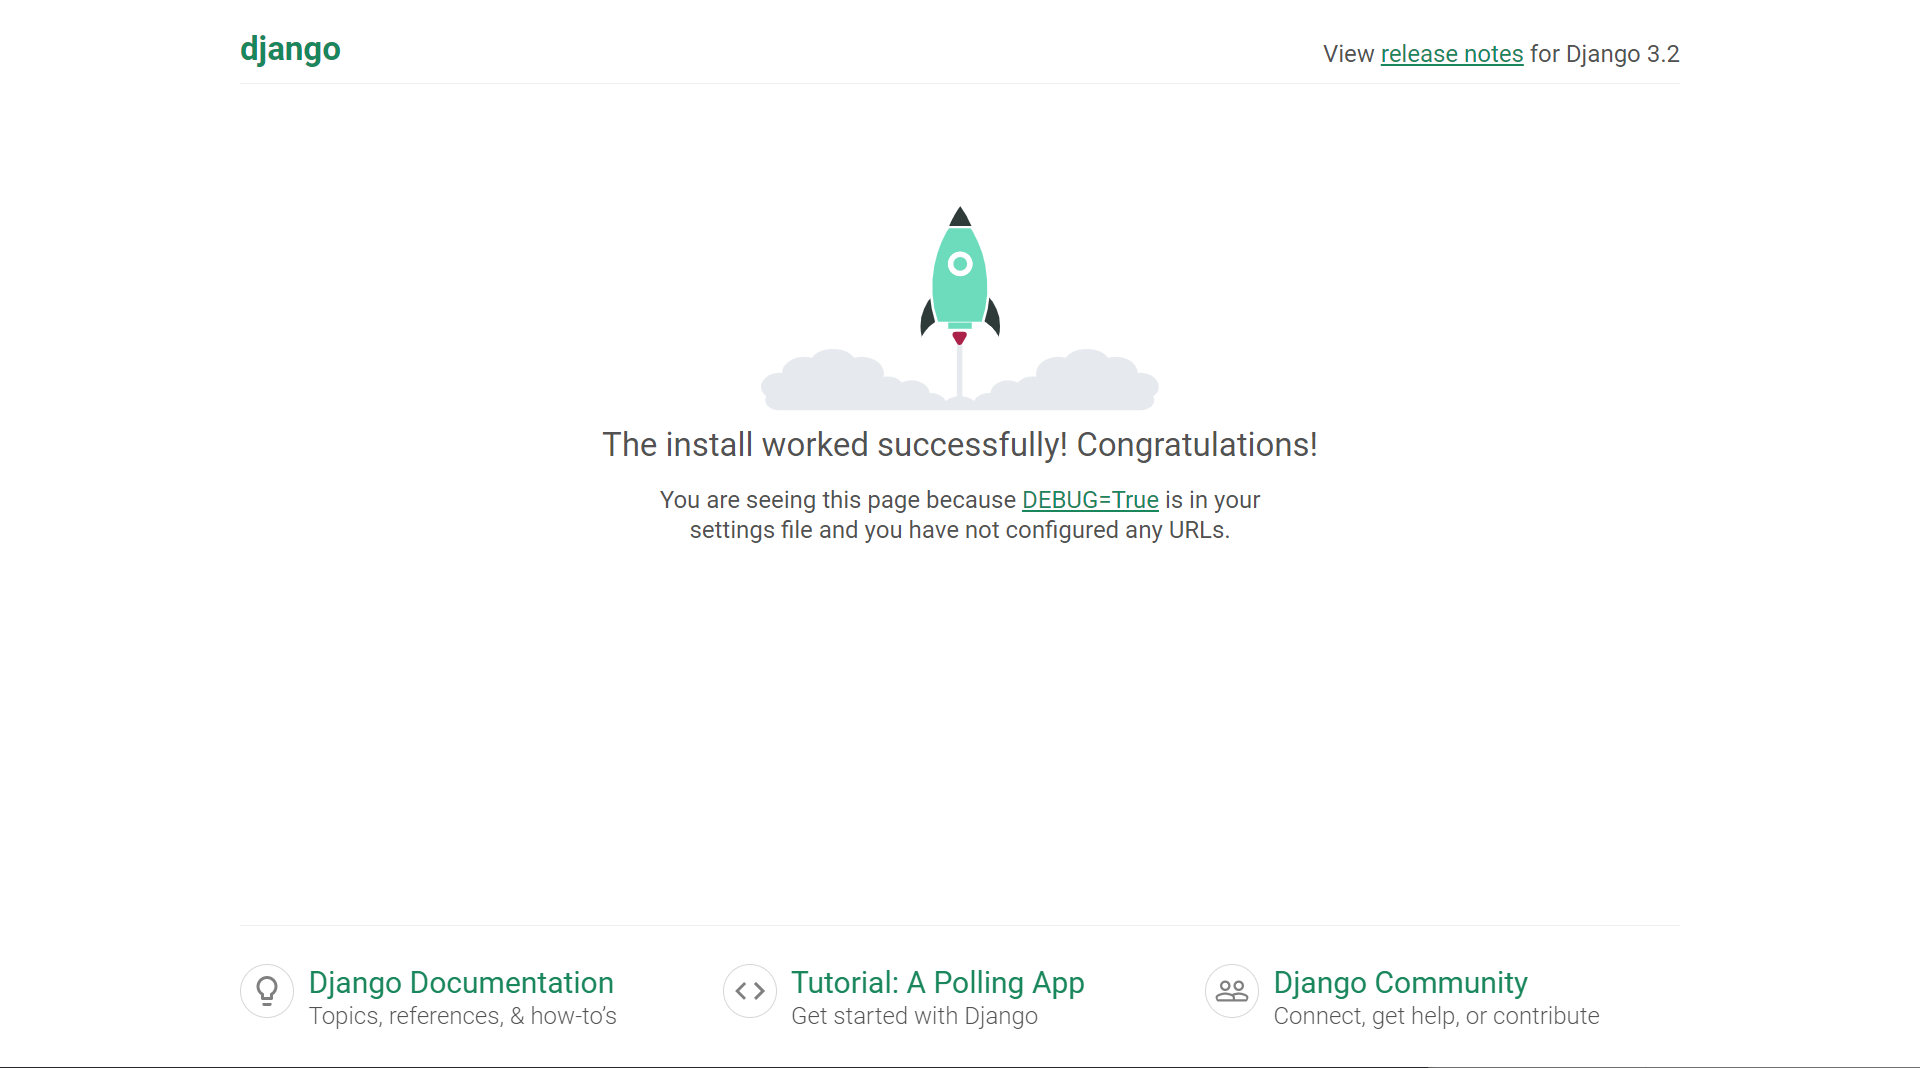 django
View release notes for Django 3.2
The install worked successfully! Congratulations!
You are seeing this page because DEBUG=True is in your
settings file and you have not configured any URLs.
Django Documentation
Topics, references, & how-to’s
Tutorial: A Polling App
Get started with Django
Django Community
Connect, get help, or contribute